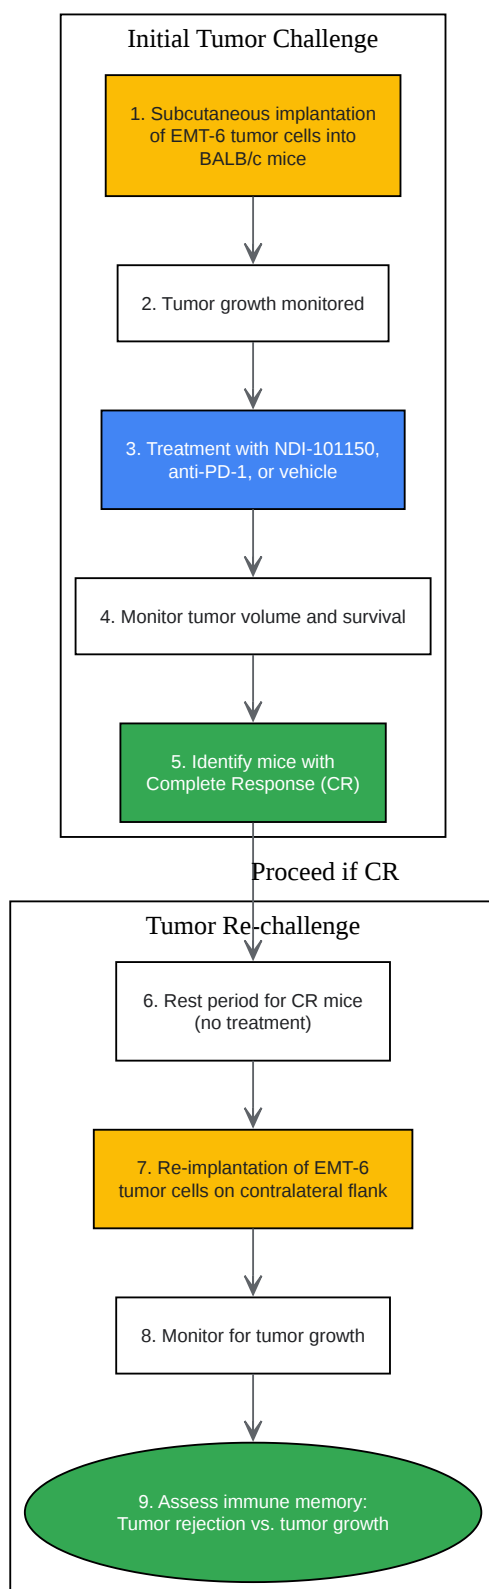 Initial Tumor Challenge
1. Subcutaneous implantation
of EMT-6 tumor cells into
BALB/c mice
2. Tumor growth monitored
3. Treatment with NDI-101150,
anti-PD-1, or vehicle
4. Monitor tumor volume and survival
5. Identify mice with
Complete Response (CR)
Proceed if CR
Tumor Re-challenge
6. Rest period for CR mice
(no treatment)
7. Re-implantation of EMT-6
tumor cells on contralateral flank
8. Monitor for tumor growth
9. Assess immune memory:
Tumor rejection vs. tumor growth